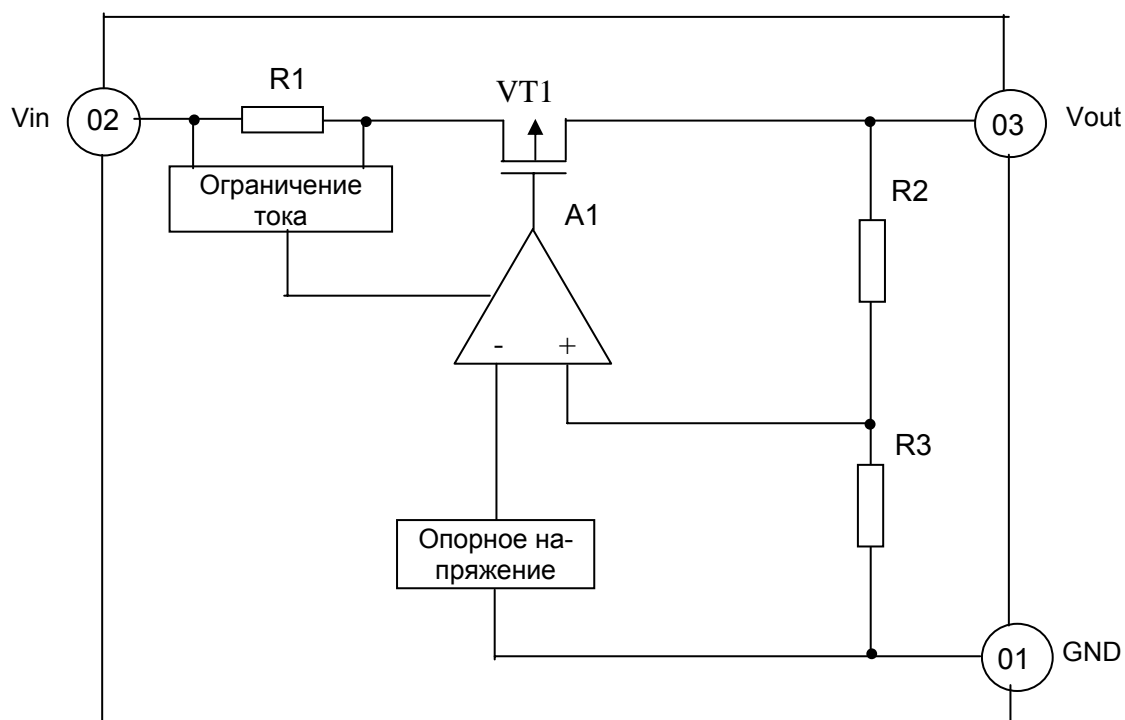 R1
VT1
Vin
02
03
Vout
Ограничение
тока
A1
R2
-
+
R3
Опорное на-
пряжение
01
GND